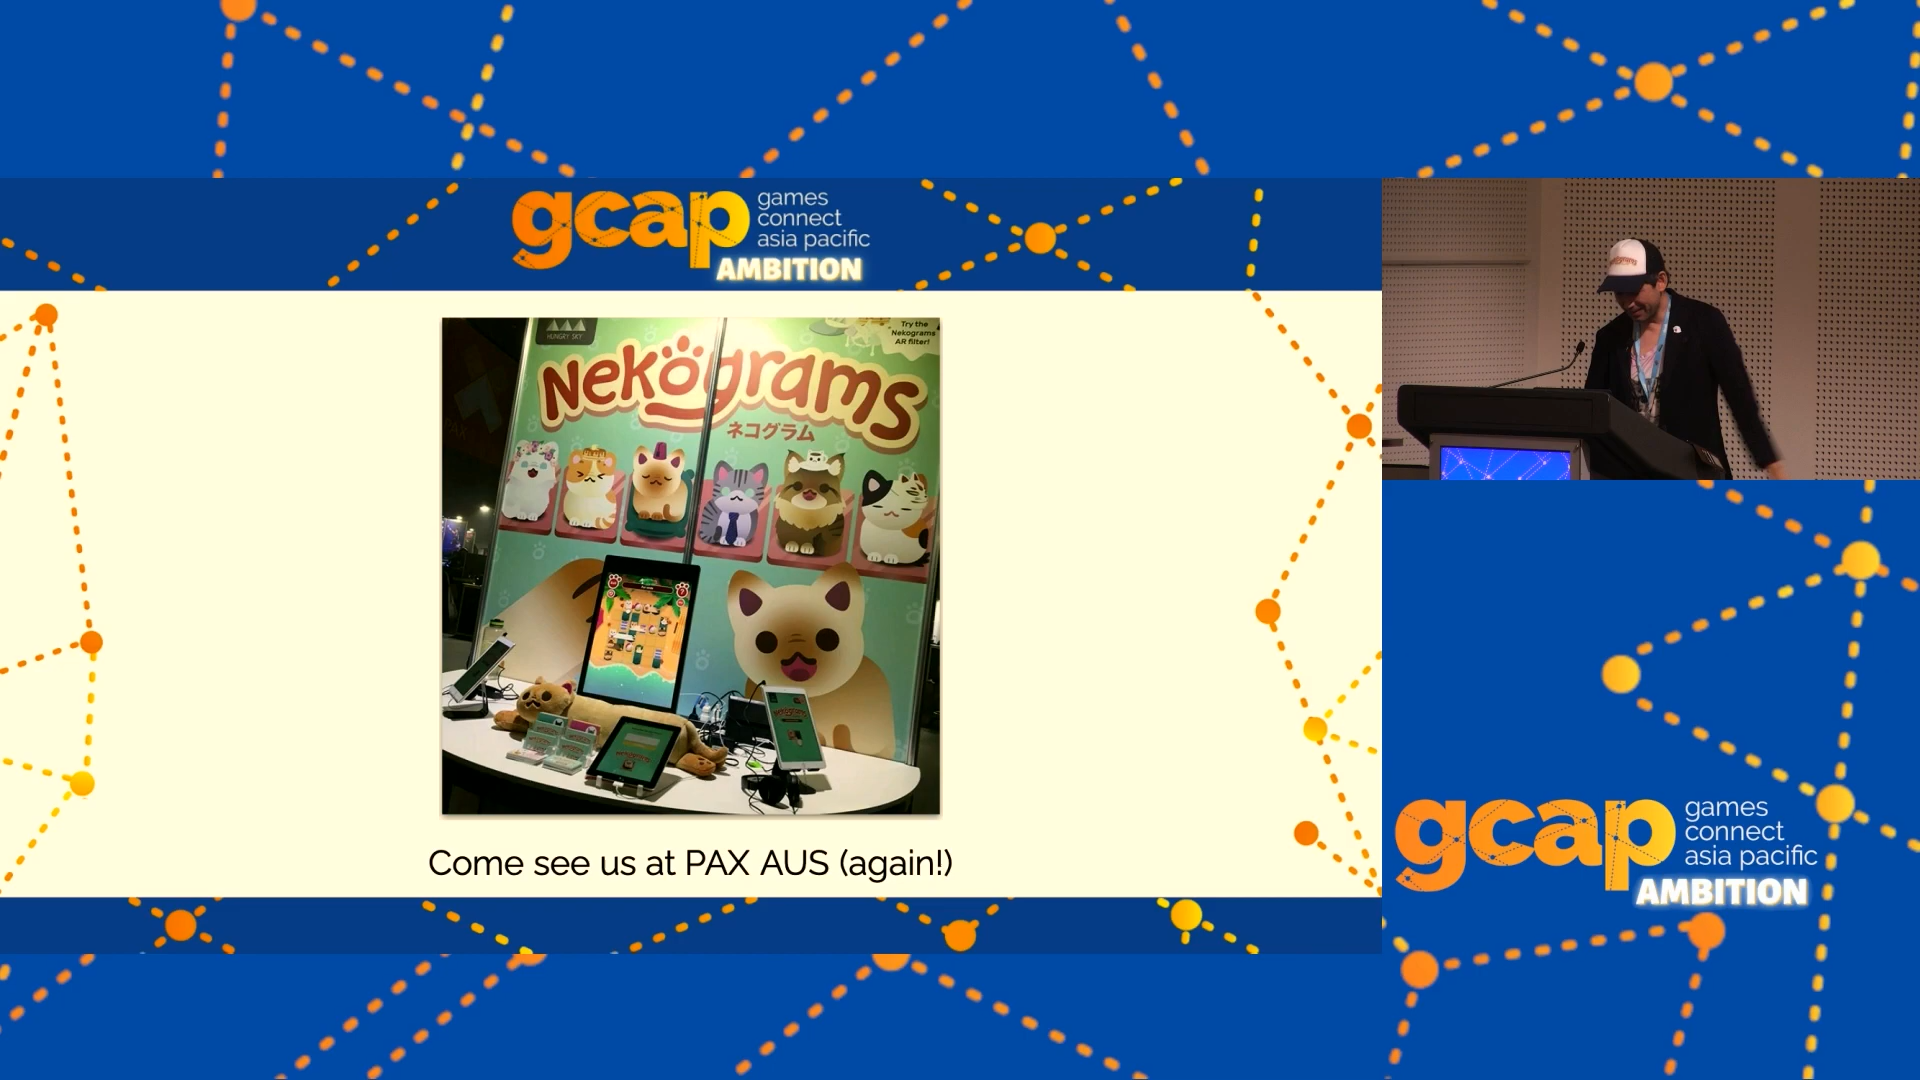 gcap
games
connect
asia pacific
AMBITION
HUNGRY SKY
Try the
Nekograms
AR filter!
Nekograms
ネコグラム
Come see us at PAX AUS (again!)
Nekograms
gcap
games
connect
asia pacific
AMBITION